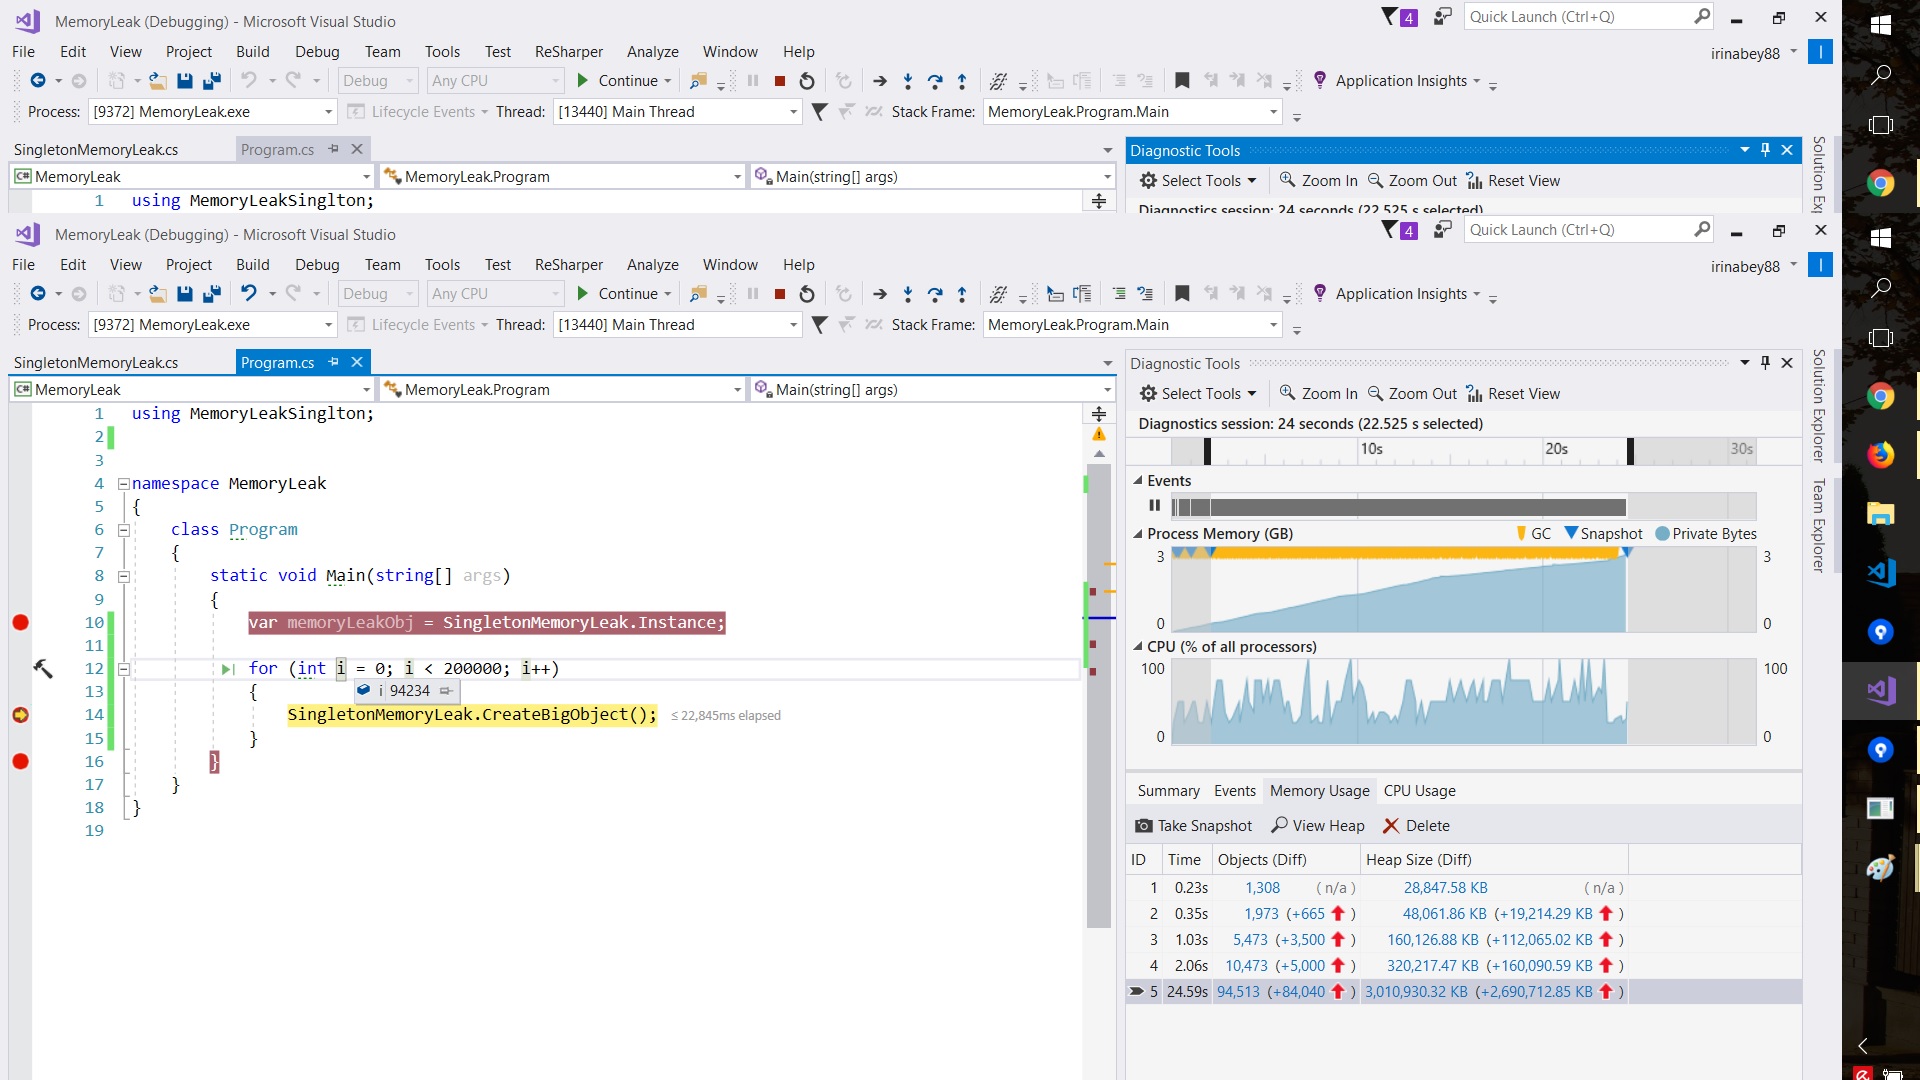 MemoryLeak (Debugging) - Microsoft Visual Studio
4
Quick Launch (Ctrl+Q)
File Edit View Project Build Debug Team Tools Test ReSharper Analyze Window Help
irinabey88
I
Debug Any CPU Continue Application Insights
Process: [9372] MemoryLeak.exe Lifecycle Events Thread: [13440] Main Thread Stack Frame: MemoryLeak.Program.Main
SingletonMemoryLeak.cs Program.cs
Diagnostic Tools
C# MemoryLeak MemoryLeak.Program Main(string[] args)
Select Tools Zoom In Zoom Out Reset View
1 using MemoryLeakSinglton;
Diagnostics session: 24 seconds (22.525 s selected)
Solution Ex
MemoryLeak (Debugging) - Microsoft Visual Studio
4
Quick Launch (Ctrl+Q)
File Edit View Project Build Debug Team Tools Test ReSharper Analyze Window Help
irinabey88
I
Debug Any CPU Continue Application Insights
Process: [9372] MemoryLeak.exe Lifecycle Events Thread: [13440] Main Thread Stack Frame: MemoryLeak.Program.Main
SingletonMemoryLeak.cs Program.cs
C# MemoryLeak MemoryLeak.Program Main(string[] args)
1 using MemoryLeakSinglton;
2
3
4 namespace MemoryLeak
5 {
6 class Program
7 {
8 static void Main(string[] args)
9 {
10 var memoryLeakObj = SingletonMemoryLeak.Instance;
11
12 for (int i = 0; i < 200000; i++)
13 {
i 94234
14 SingletonMemoryLeak.CreateBigObject(); ≤ 22,845ms elapsed
15 }
16 }
17 }
18 }
19
Diagnostic Tools
Select Tools Zoom In Zoom Out Reset View
Diagnostics session: 24 seconds (22.525 s selected)
10s 20s 30s
Events
Process Memory (GB) GC Snapshot Private Bytes
3 3
0 0
CPU (% of all processors)
100 100
0 0
Summary Events Memory Usage CPU Usage
Take Snapshot View Heap Delete
ID Time Objects (Diff) Heap Size (Diff)
1 0.23s 1,308 (n/a) 28,847.58 KB (n/a)
2 0.35s 1,973 (+665 ) 48,061.86 KB (+19,214.29 KB )
3 1.03s 5,473 (+3,500 ) 160,126.88 KB (+112,065.02 KB )
4 2.06s 10,473 (+5,000 ) 320,217.47 KB (+160,090.59 KB )
5 24.59s 94,513 (+84,040 ) 3,010,930.32 KB (+2,690,712.85 KB )
Solution Explorer
Team Explorer